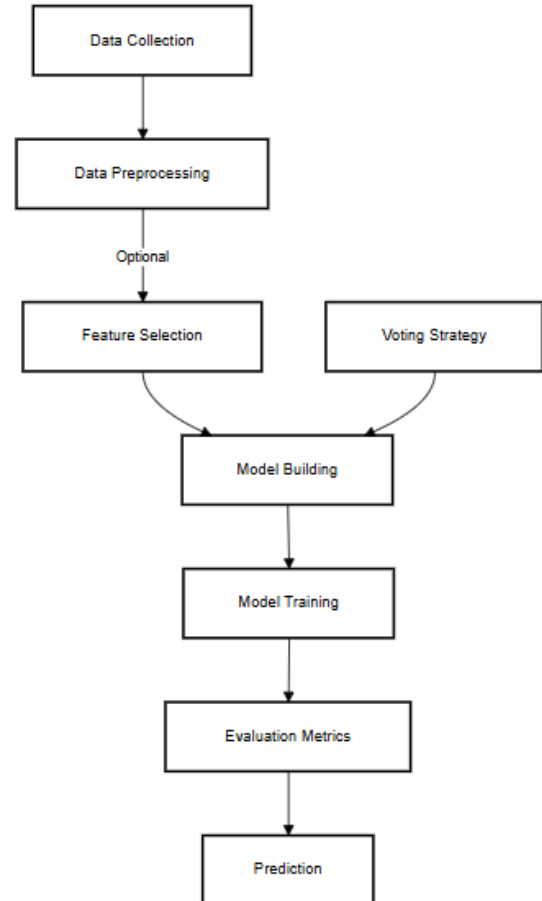 Data Collection
Data Preprocessing
Optional
Feature Selection
Voting Strategy
Model Building
Model Training
Evaluation Metrics
Prediction